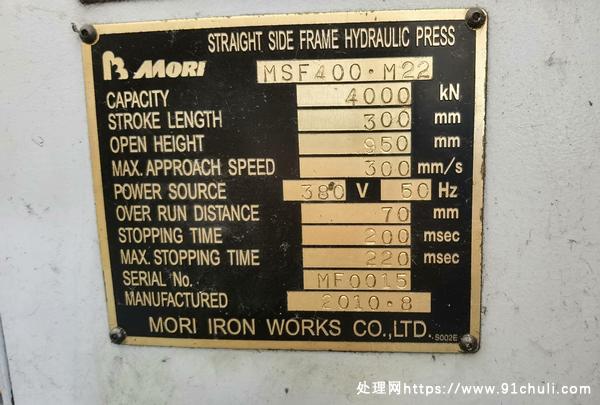 STRAIGHT SIDE FRAME HYDRAULIC PRESS
MORI MSF400·M22
CAPACITY 4000 kN
STROKE LENGTH 300 mm
OPEN HEIGHT 950 mm
MAX. APPROACH SPEED 300 mm/s
POWER SOURCE 380 V 50 Hz
OVER RUN DISTANCE 70 mm
STOPPING TIME 200 msec
MAX. STOPPING TIME 220 msec
SERIAL No. MF0015
MANUFACTURED 2010·8
MORI IRON WORKS CO.,LTD. S002E
处理网https://www.91chuli.com/